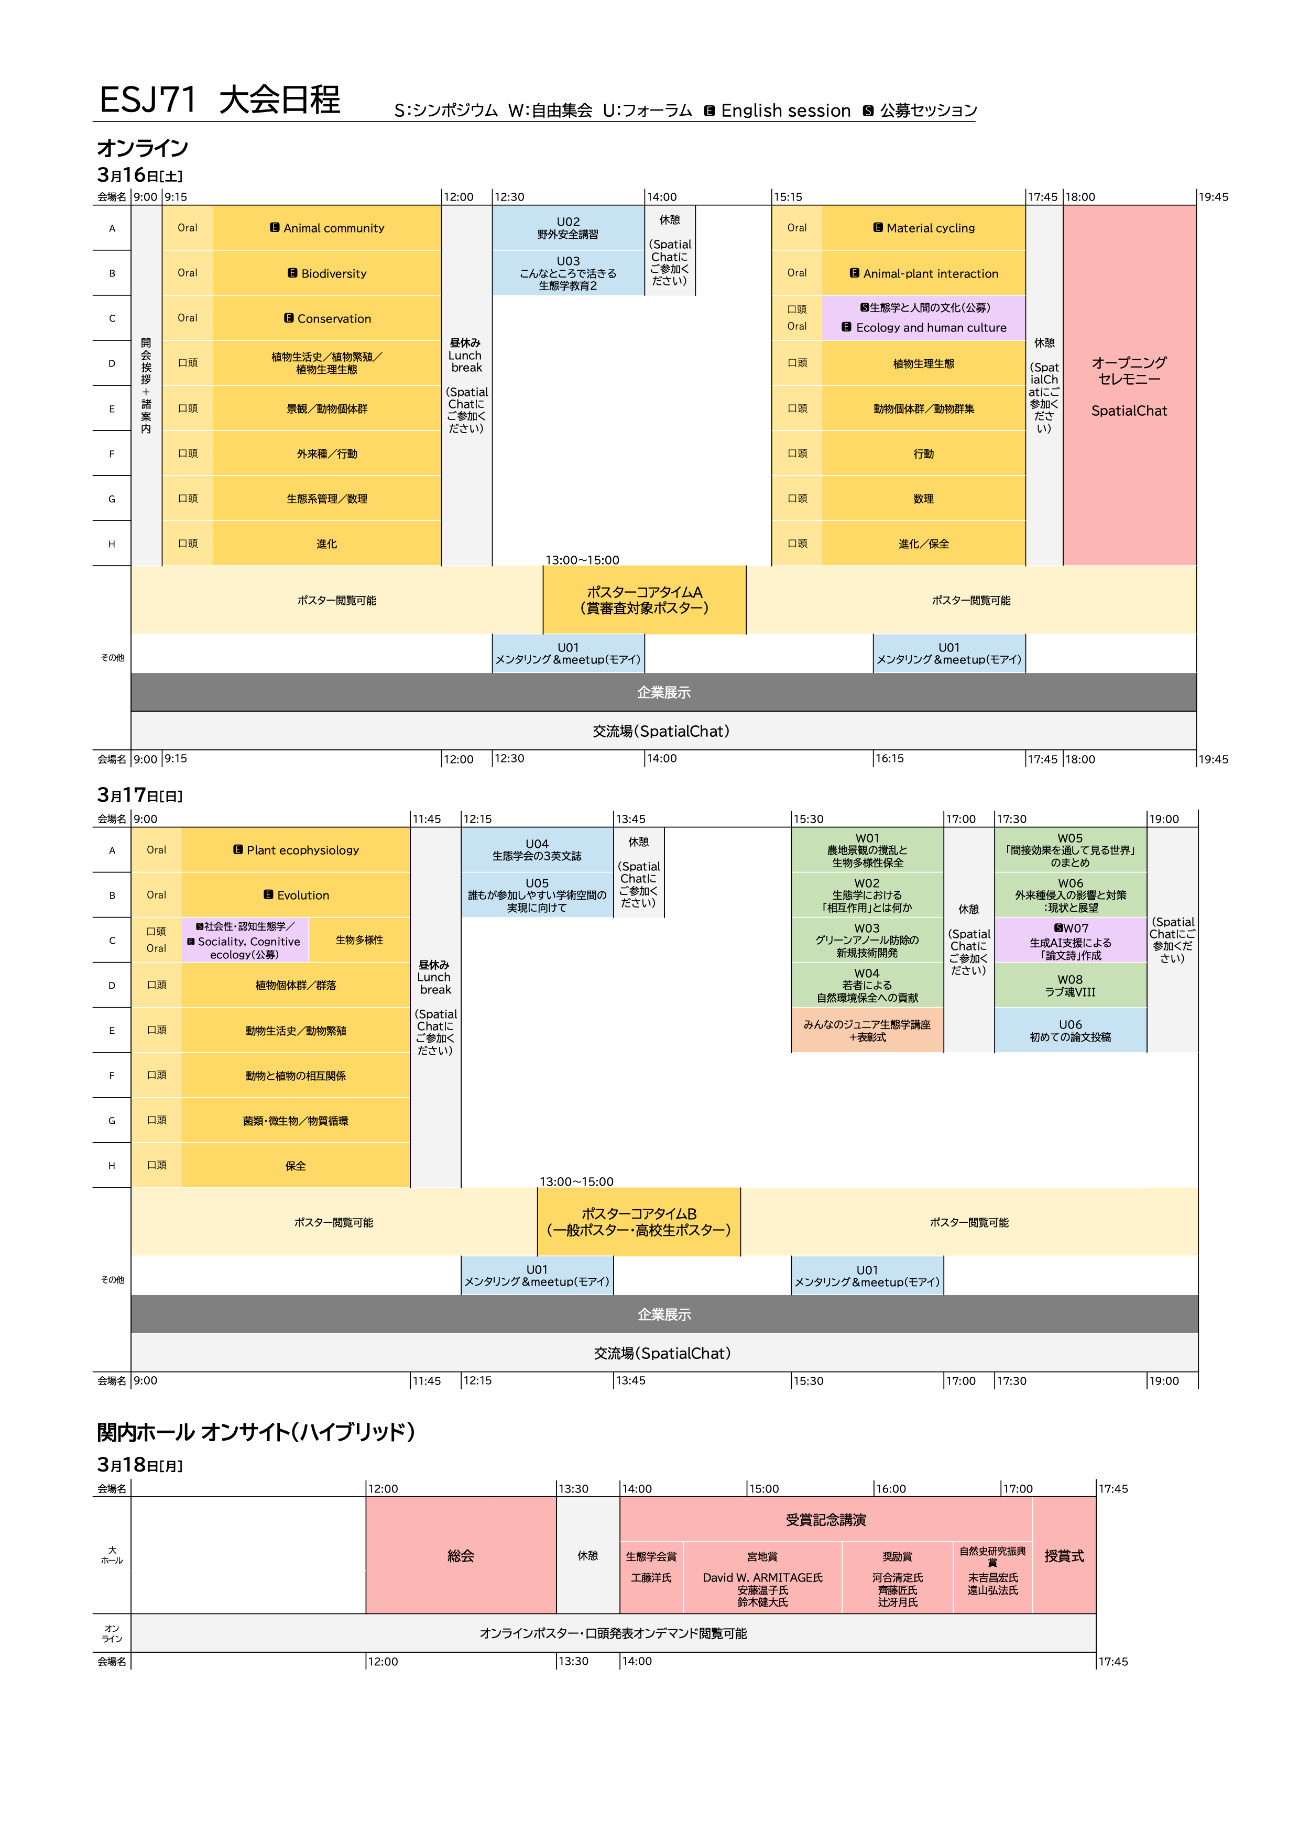 ESJ71 大会日程
S:シンポジウム W:自由集会 U:フォーラム E English session S 公募セッション
オンライン
3月16日[土]
会場名 9:00 9:15 12:00 12:30 14:00 15:15 17:45 18:00 19:45
A
B
C
D
E
F
G
H
開会挨拶+諸案内
Oral E Animal community
Oral E Biodiversity
Oral E Conservation
口頭 植物生活史／植物繁殖／
植物生理生態
口頭 景観／動物個体群
口頭 外来種／行動
口頭 生態系管理／数理
口頭 進化
昼休み
Lunch
break
(Spatial
Chatに
ご参加く
ださい)
U02
野外安全講習
U03
こんなところで活きる
生態学教育2
休憩
(Spatial
Chatに
ご参加く
ださい)
Oral E Material cycling
Oral E Animal-plant interaction
口頭 S生態学と人間の文化(公募)
Oral E Ecology and human culture
口頭 植物生理生態
口頭 動物個体群／動物群集
口頭 行動
口頭 数理
口頭 進化／保全
休憩
(Spat
ialCh
atにご
参加く
ださ
い)
オープニング
セレモニー
SpatialChat
13:00~15:00
ポスター閲覧可能
ポスターコアタイムA
(賞審査対象ポスター)
ポスター閲覧可能
その他
U01
メンタリング&meetup(モアイ)
U01
メンタリング&meetup(モアイ)
企業展示
交流場(SpatialChat)
会場名 9:00 9:15 12:00 12:30 14:00 16:15 17:45 18:00 19:45
3月17日[日]
会場名 9:00 11:45 12:15 13:45 15:30 17:00 17:30 19:00
A
B
C
D
E
F
G
H
Oral E Plant ecophysiology
Oral E Evolution
口頭
Oral
S社会性・認知生態学／
E Sociality, Cognitive
ecology(公募)
生物多様性
口頭 植物個体群／群落
口頭 動物生活史／動物繁殖
口頭 動物と植物の相互関係
口頭 菌類・微生物／物質循環
口頭 保全
昼休み
Lunch
break
(Spatial
Chatに
ご参加く
ださい)
U04
生態学会の3英文誌
U05
誰もが参加しやすい学術空間の
実現に向けて
休憩
(Spatial
Chatに
ご参加く
ださい)
W01
農地景観の撹乱と
生物多様性保全
W02
生態学における
「相互作用」とは何か
W03
グリーンアノール防除の
新規技術開発
W04
若者による
自然環境保全への貢献
みんなのジュニア生態学講座
+表彰式
休憩
(Spatial
Chatに
ご参加く
ださい)
W05
「間接効果を通して見る世界」
のまとめ
W06
外来種侵入の影響と対策
:現状と展望
SW07
生成AI支援による
「論文詩」作成
W08
ラブ魂VIII
U06
初めての論文投稿
(Spatial
Chatにご
参加くだ
さい)
13:00~15:00
ポスター閲覧可能
ポスターコアタイムB
(一般ポスター・高校生ポスター)
ポスター閲覧可能
その他
U01
メンタリング&meetup(モアイ)
U01
メンタリング&meetup(モアイ)
企業展示
交流場(SpatialChat)
会場名 9:00 11:45 12:15 13:45 15:30 17:00 17:30 19:00
関内ホール オンサイト(ハイブリッド)
3月18日[月]
会場名 12:00 13:30 14:00 15:00 16:00 17:00 17:45
大
ホール
総会
休憩
受賞記念講演
生態学会賞
工藤洋氏
宮地賞
David W. ARMITAGE氏
安藤温子氏
鈴木健大氏
奨励賞
河合清定氏
齊藤匠氏
辻冴月氏
自然史研究振興
賞
末吉昌宏氏
遠山弘法氏
授賞式
オン
ライン
オンラインポスター・口頭発表オンデマンド閲覧可能
会場名 12:00 13:30 14:00 17:45